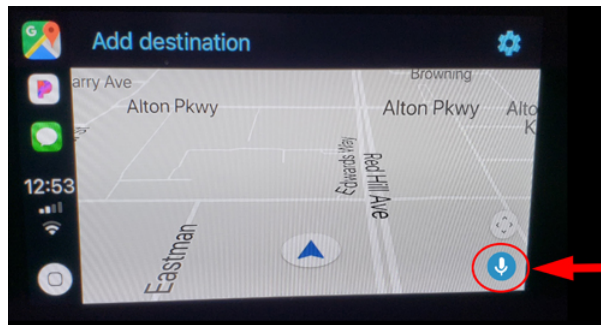 Add destination
arry Ave
Browning
Alton Pkwy
Alton Pkwy
Alto
K
Edwards Way
Red Hill Ave
12:53
Eastman